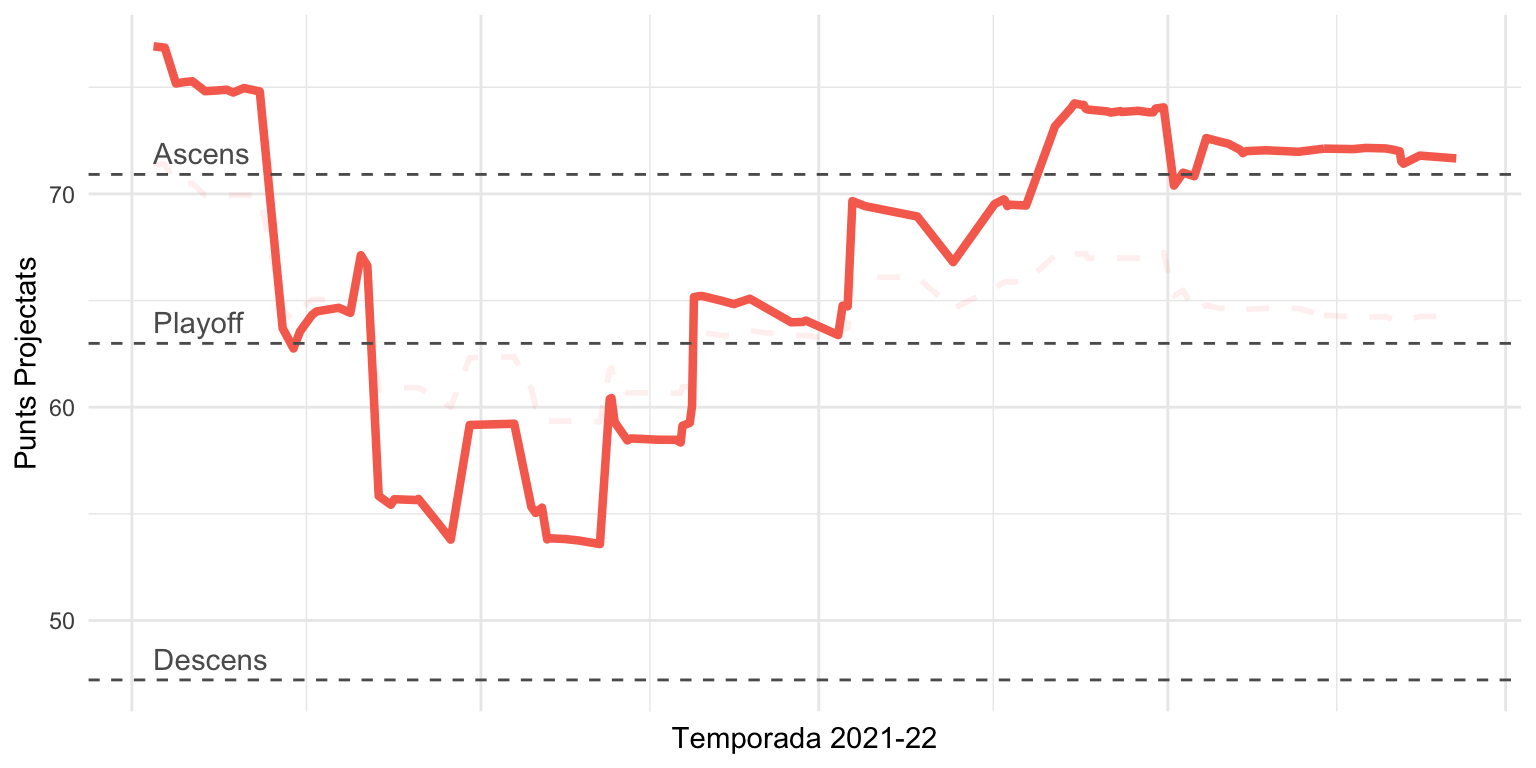 Ascens
70
Playoff
60
50
Descens
Punts Projectats
Temporada 2021-22